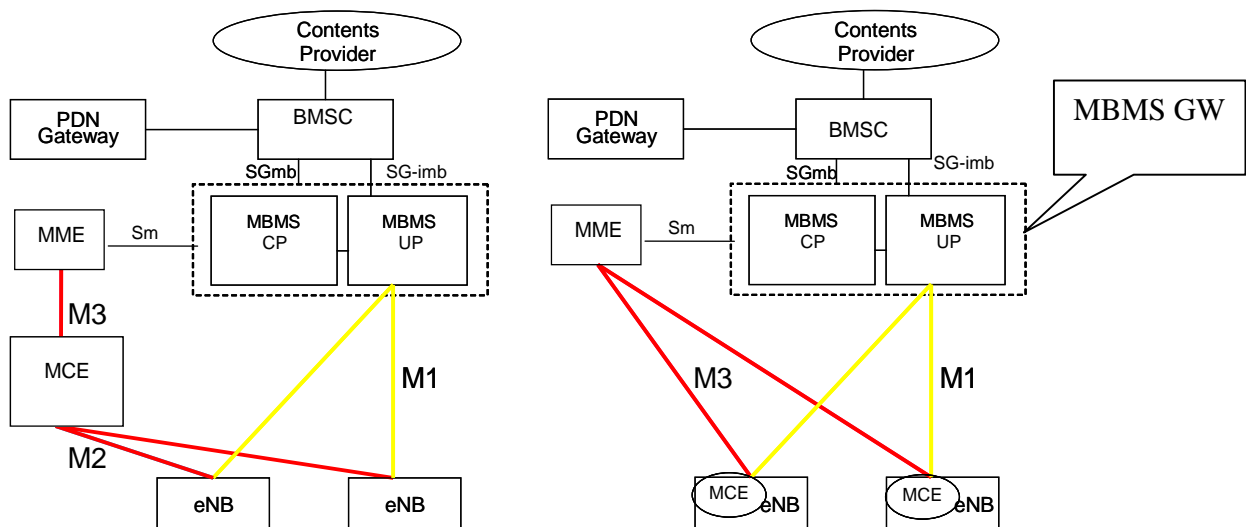 Contents
Provider
PDN
Gateway
BMSC
SGmb
SG-imb
MBMS
CP
MBMS
UP
MME
Sm
M3
MCE
M1
M2
eNB
eNB
Contents
Provider
MBMS GW
PDN
Gateway
BMSC
SGmb
SG-imb
MBMS
CP
MBMS
UP
MME
Sm
M3
M1
MCE
eNB
MCE
eNB